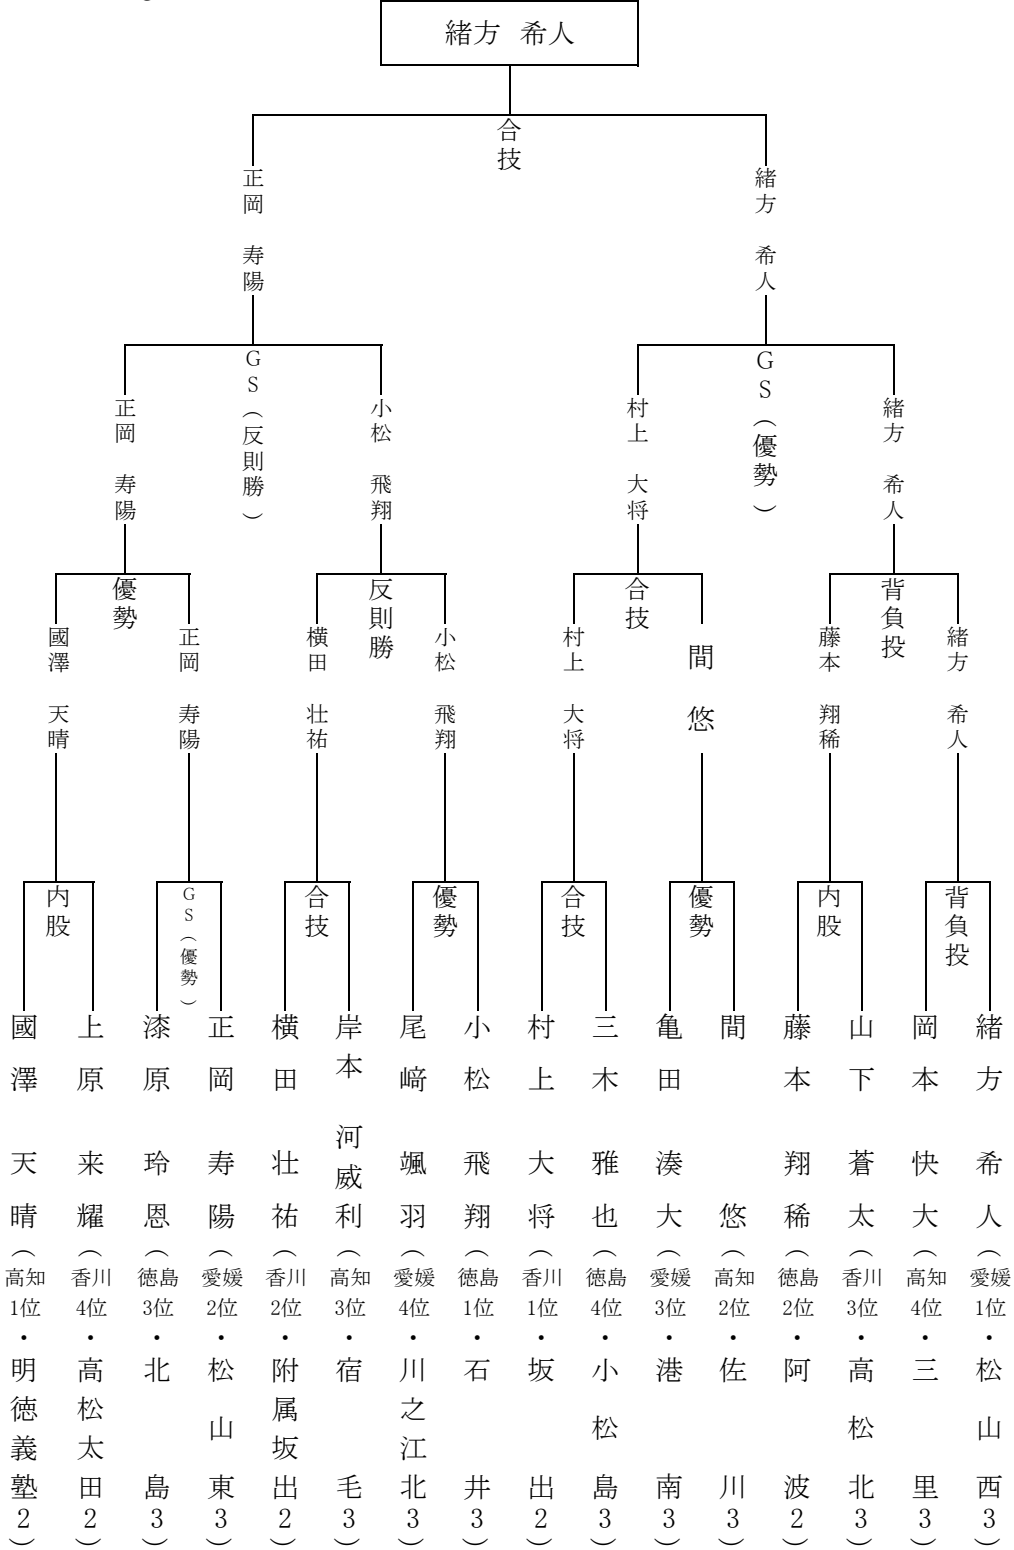 緒方 希人
合技
正岡 寿陽
緒方 希人
GS（反則勝）
GS（優勢）
正岡 寿陽
小松 飛翔
村上 大将
緒方 希人
優勢
反則勝
合技
背負投
國澤 天晴
正岡 寿陽
横田 壮祐
小松 飛翔
村上 大将
間 悠
藤本 翔稀
緒方 希人
内股
GS（優勢）
合技
優勢
合技
優勢
内股
背負投
國澤 天晴（高知1位・明徳義塾2）
上原 来耀（香川4位・高松太田2）
漆原 玲恩（徳島3位・北島3）
正岡 寿陽（愛媛2位・松山東3）
横田 壮祐（香川2位・附属坂出2）
岸本 河威利（高知3位・宿毛3）
尾﨑 颯羽（愛媛4位・川之江北3）
小松 飛翔（徳島1位・石井3）
村上 大将（香川1位・坂出2）
三木 雅也（徳島4位・小松島3）
亀田 湊大（愛媛3位・港南3）
間 悠（高知2位・佐川3）
藤本 翔稀（徳島2位・阿波2）
山下 蒼太（香川3位・高松北3）
岡本 快大（高知4位・三里3）
緒方 希人（愛媛1位・松山西3）